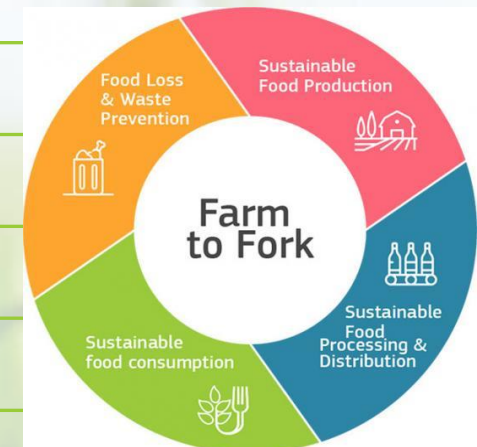 Farm
to Fork
Food Loss
& Waste
Prevention
Sustainable
Food Production
Sustainable
Food
Processing &
Distribution
Sustainable
food consumption